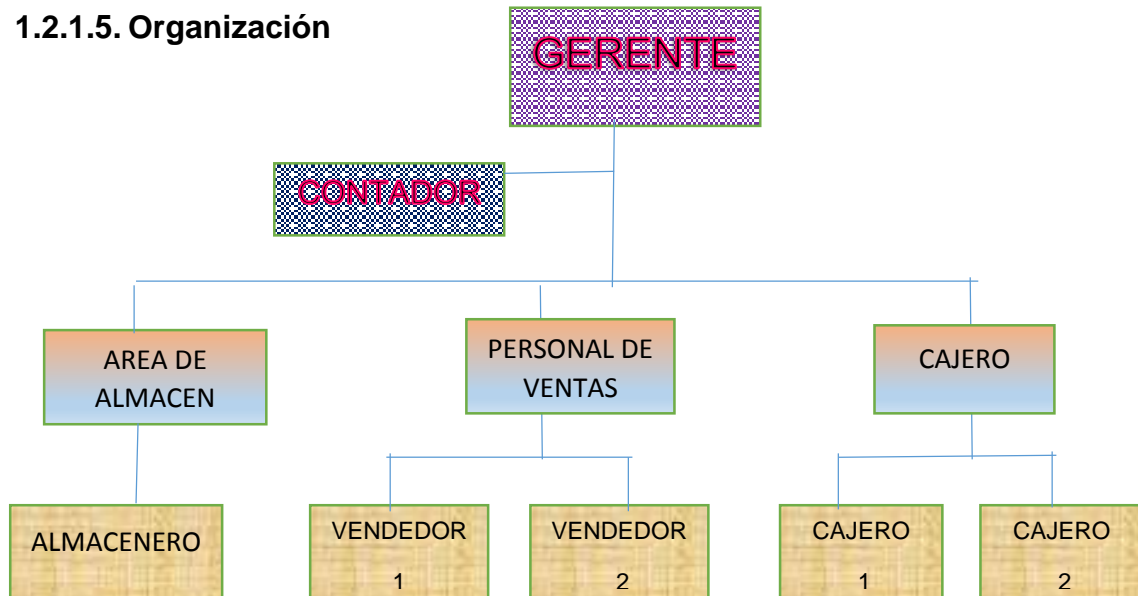 1.2.1.5. Organización
GERENTE
CONTADOR
AREA DE
ALMACEN
PERSONAL DE
VENTAS
CAJERO
ALMACENERO
VENDEDOR
1
VENDEDOR
2
CAJERO
1
CAJERO
2